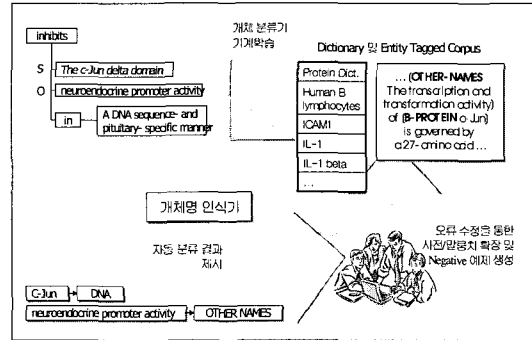 inhibits
S The c-Jun delta domain
O neuroendocrine promoter activity
in
A DNA sequence- and
pituitary- specific manner
개체 분류기
기계학습
Dictionary 및 Entity Tagged Corpus
Protein Dict.
Human B
lymphocytes
ICAM1
IL-1
IL-1 beta
...
... (OTHER-NAMES
The transcription and
transformation activity)
of (B-PROTEIN c-Jun)
is governed by
a 27-amino acid ...
개체명 인식기
자동 분류 결과
제시
오류 수정을 통한
사전/말뭉치 확장 및
Negative 예제 생성
C-Jun DNA
neuroendocrine promoter activity OTHER NAMES